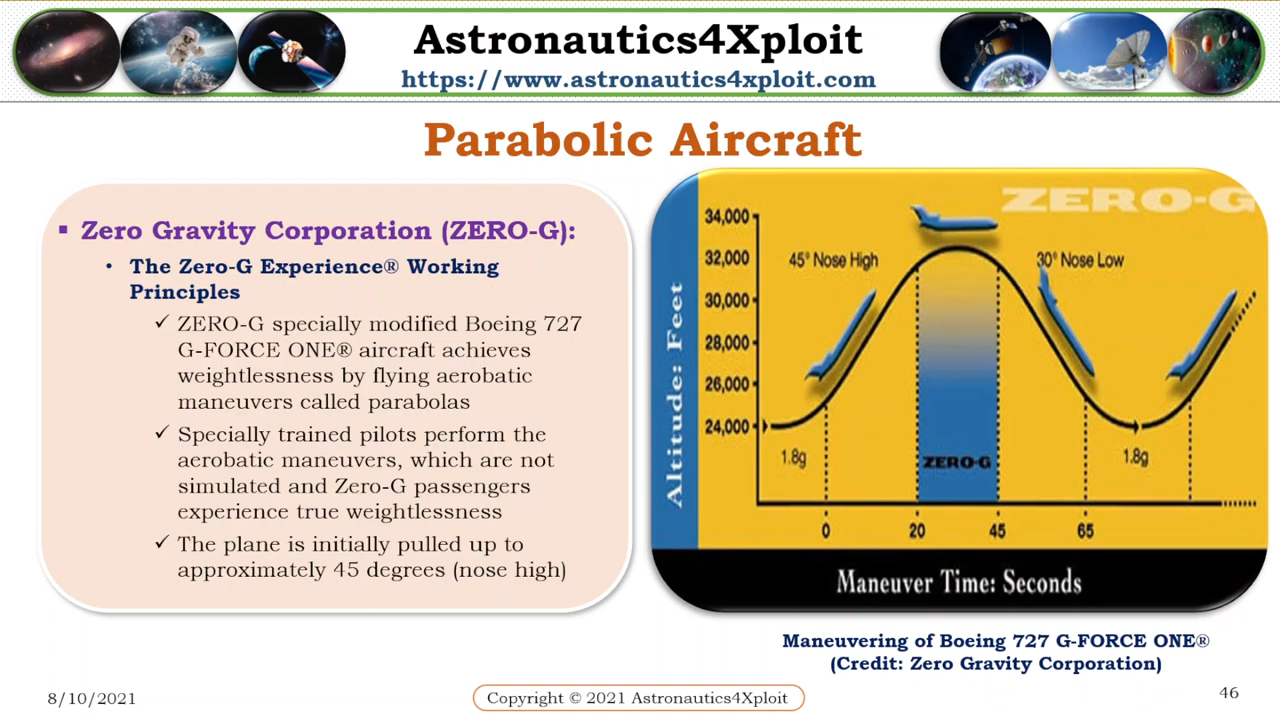 Astronautics4Xploit
https://www.astronautics4xploit.com
Parabolic Aircraft
▪ Zero Gravity Corporation (ZERO-G):
• The Zero-G Experience® Working
Principles
✓ ZERO-G specially modified Boeing 727
G-FORCE ONE® aircraft achieves
weightlessness by flying aerobatic
maneuvers called parabolas
✓ Specially trained pilots perform the
aerobatic maneuvers, which are not
simulated and Zero-G passengers
experience true weightlessness
✓ The plane is initially pulled up to
approximately 45 degrees (nose high)
ZERO-G
Altitude: Feet
34,000
32,000
30,000
28,000
26,000
24,000
45° Nose High
30° Nose Low
1.8g
ZERO-G
1.8g
0 20 45 65
Maneuver Time: Seconds
Maneuvering of Boeing 727 G-FORCE ONE®
(Credit: Zero Gravity Corporation)
8/10/2021
Copyright © 2021 Astronautics4Xploit
46